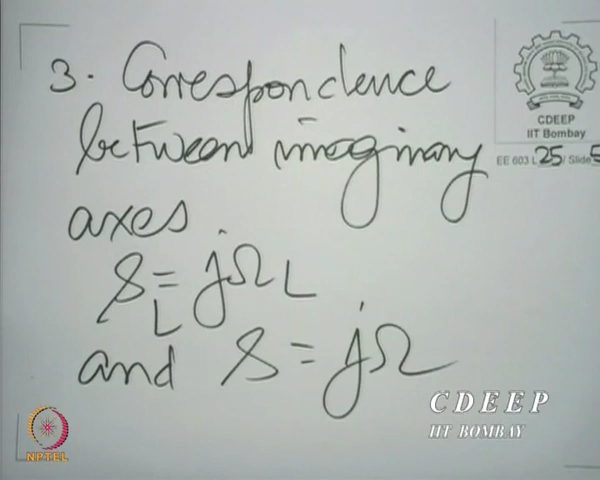 3. Correspondence
between imaginary
axes
S_L = jΩ_L
and S = jΩ
CDEEP
IIT Bombay
EE 603 L 25 / Slide 5
CDEEP
IIT BOMBAY
NPTEL